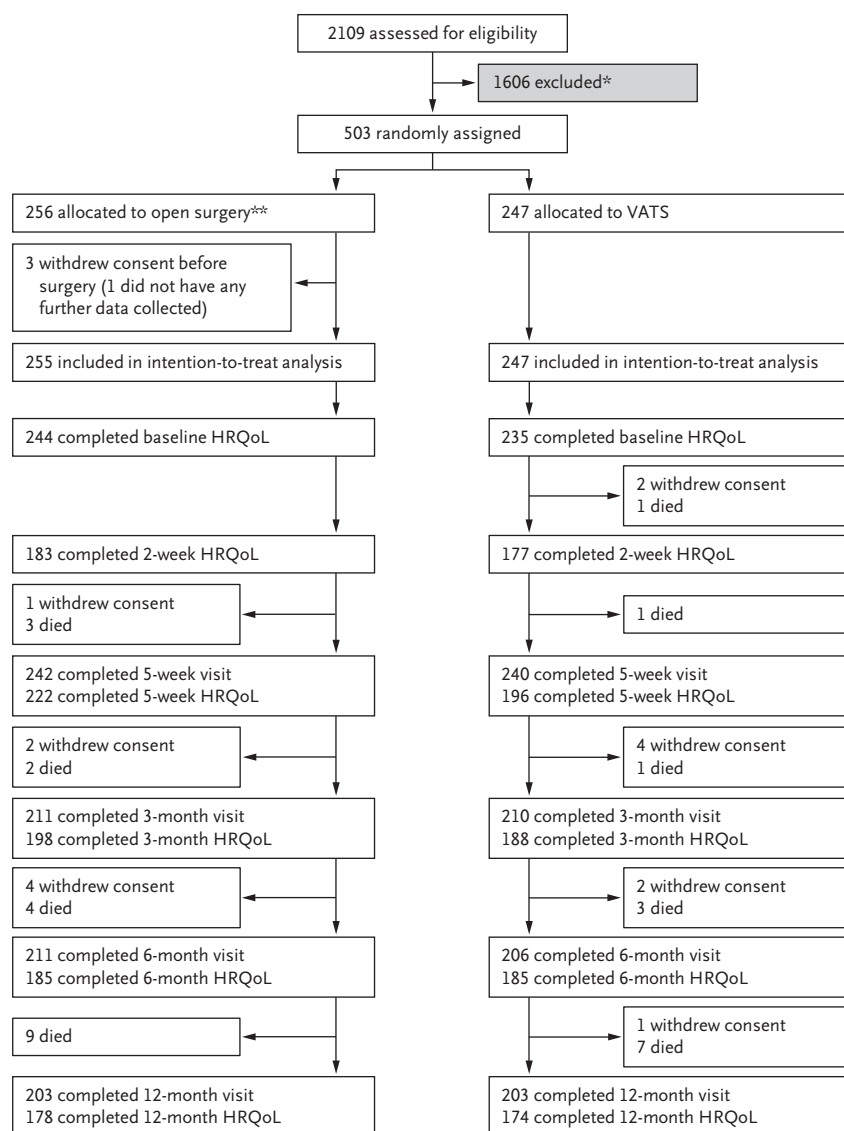 2109 assessed for eligibility
1606 excluded*
503 randomly assigned
256 allocated to open surgery**
247 allocated to VATS
3 withdrew consent before
surgery (1 did not have any
further data collected)
255 included in intention-to-treat analysis
247 included in intention-to-treat analysis
244 completed baseline HRQoL
235 completed baseline HRQoL
2 withdrew consent
1 died
183 completed 2-week HRQoL
177 completed 2-week HRQoL
1 withdrew consent
3 died
1 died
242 completed 5-week visit
222 completed 5-week HRQoL
240 completed 5-week visit
196 completed 5-week HRQoL
2 withdrew consent
2 died
4 withdrew consent
1 died
211 completed 3-month visit
198 completed 3-month HRQoL
210 completed 3-month visit
188 completed 3-month HRQoL
4 withdrew consent
4 died
2 withdrew consent
3 died
211 completed 6-month visit
185 completed 6-month HRQoL
206 completed 6-month visit
185 completed 6-month HRQoL
9 died
1 withdrew consent
7 died
203 completed 12-month visit
178 completed 12-month HRQoL
203 completed 12-month visit
174 completed 12-month HRQoL